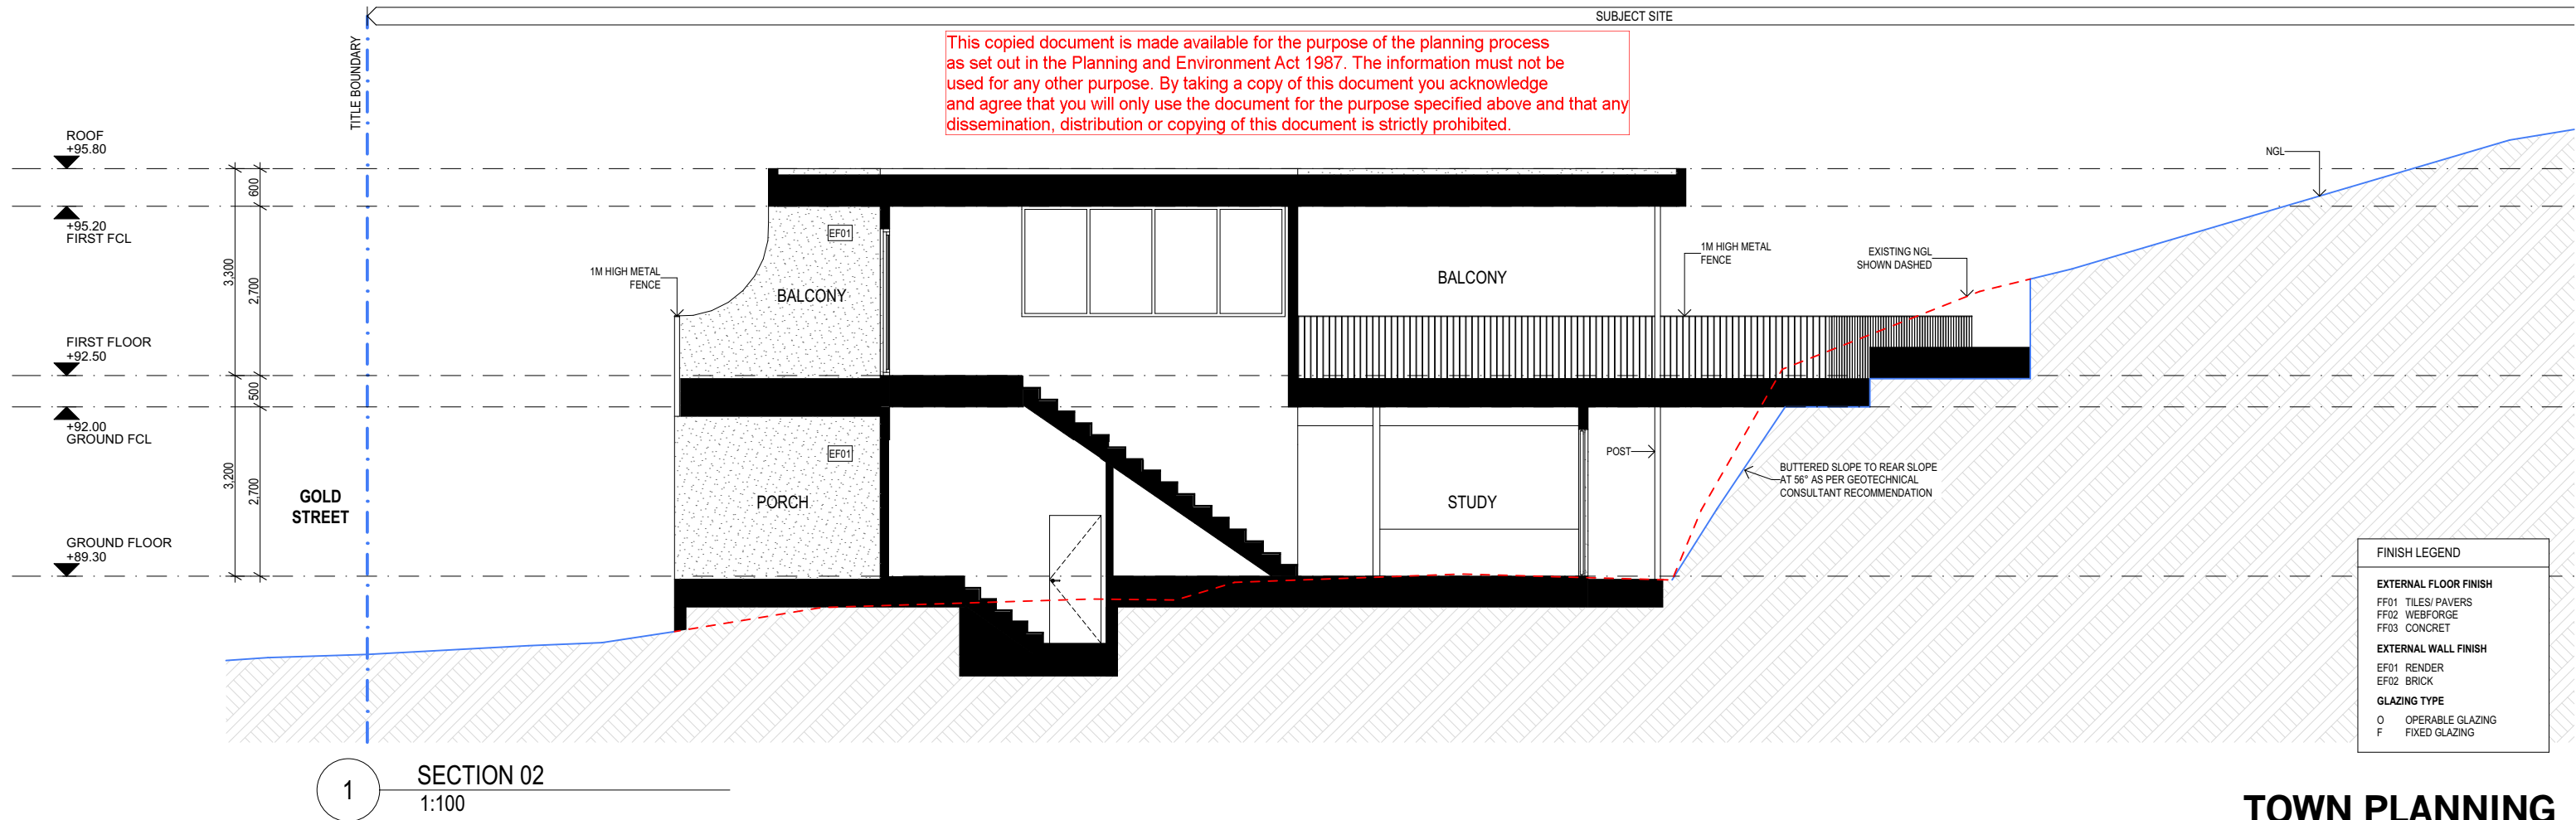 SUBJECT SITE
TITLE BOUNDARY
This copied document is made available for the purpose of the planning process
as set out in the Planning and Environment Act 1987. The information must not be
used for any other purpose. By taking a copy of this document you acknowledge
and agree that you will only use the document for the purpose specified above and that any
dissemination, distribution or copying of this document is strictly prohibited.
ROOF
+95.80
+95.20
FIRST FCL
FIRST FLOOR
+92.50
+92.00
GROUND FCL
GROUND FLOOR
+89.30
600
3,300
2,700
500
3,200
2,700
GOLD
STREET
1M HIGH METAL
FENCE
EF01
BALCONY
EF01
PORCH
BALCONY
STUDY
POST
1M HIGH METAL
FENCE
EXISTING NGL
SHOWN DASHED
NGL
BUTTERED SLOPE TO REAR SLOPE
AT 56° AS PER GEOTECHNICAL
CONSULTANT RECOMMENDATION
FINISH LEGEND
EXTERNAL FLOOR FINISH
FF01 TILES/ PAVERS
FF02 WEBFORGE
FF03 CONCRET
EXTERNAL WALL FINISH
EF01 RENDER
EF02 BRICK
GLAZING TYPE
O OPERABLE GLAZING
F FIXED GLAZING
1
SECTION 02
1:100
TOWN PLANNING